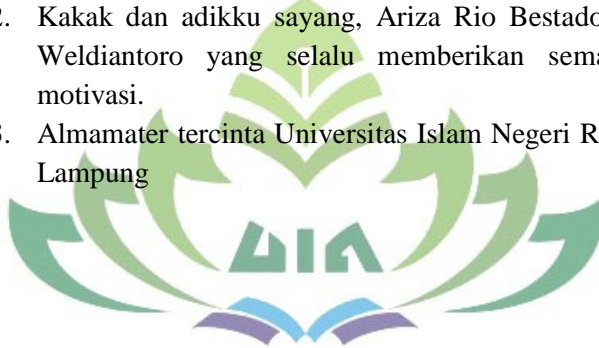 2. Kakak dan adikku sayang, Ariza Rio Bestado
Weldiantoro yang selalu memberikan sema
motivasi.
3. Almamater tercinta Universitas Islam Negeri R
Lampung
UIN